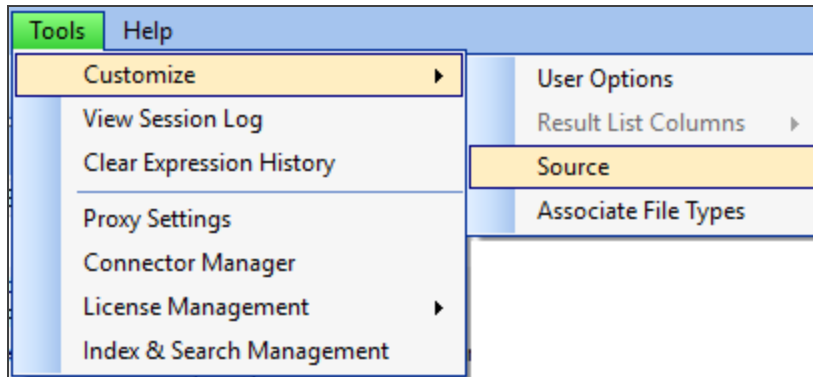 Tools Help
Customize
View Session Log
Clear Expression History
Proxy Settings
Connector Manager
License Management
Index & Search Management
User Options
Result List Columns
Source
Associate File Types